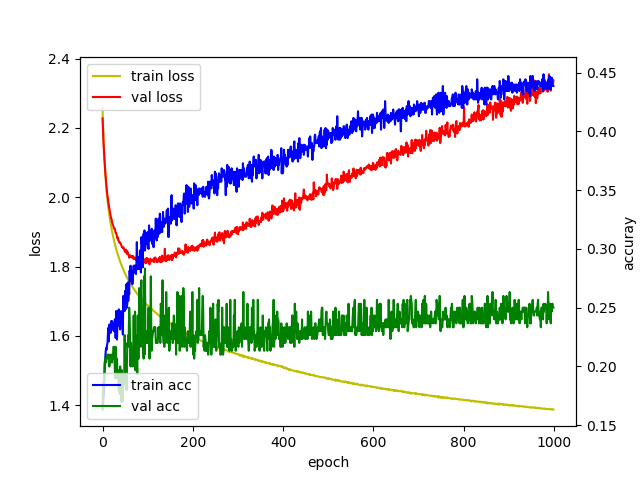 train loss
val loss
train acc
val acc
2.4
2.2
2.0
1.8
1.6
1.4
loss
0.45
0.40
0.35
0.30
0.25
0.20
0.15
accuray
0
200
400
600
800
1000
epoch